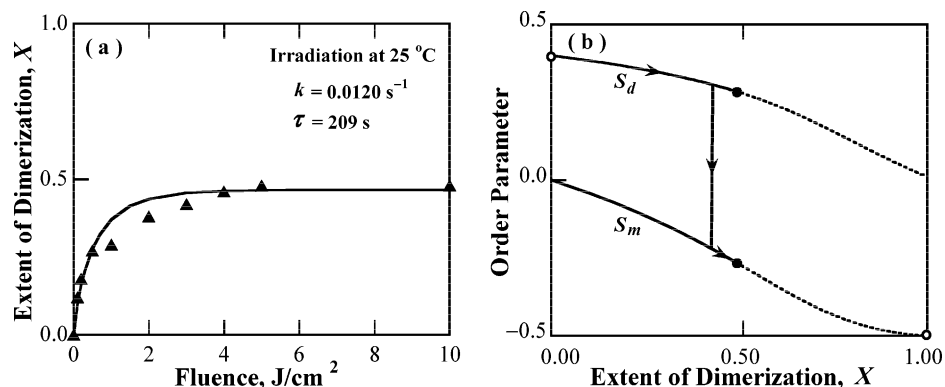 ( a )
Irradiation at 25 °C
k = 0.0120 s⁻¹
τ = 209 s
Extent of Dimerization, X
1.0
0.5
0.0
0
2
4
6
8
10
Fluence, J/cm²
( b )
S_d
S_m
Order Parameter
0.5
0.0
−0.5
0.00
0.50
1.00
Extent of Dimerization, X